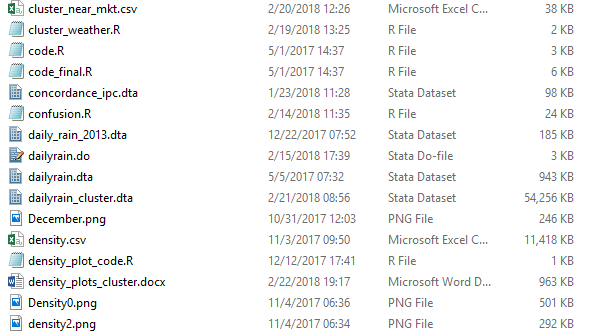 cluster_near_mkt.csv 2/20/2018 12:26 Microsoft Excel C... 38 KB
cluster_weather.R 2/19/2018 13:25 R File 2 KB
code.R 5/1/2017 14:37 R File 3 KB
code_final.R 5/1/2017 14:37 R File 6 KB
concordance_ipc.dta 1/23/2018 11:28 Stata Dataset 98 KB
confusion.R 2/14/2018 11:35 R File 24 KB
daily_rain_2013.dta 12/22/2017 07:52 Stata Dataset 185 KB
dailyrain.do 2/15/2018 17:39 Stata Do-file 3 KB
dailyrain.dta 5/5/2017 07:32 Stata Dataset 943 KB
dailyrain_cluster.dta 2/21/2018 08:56 Stata Dataset 54,256 KB
December.png 10/31/2017 12:03 PNG File 246 KB
density.csv 11/3/2017 09:50 Microsoft Excel C... 11,418 KB
density_plot_code.R 12/12/2017 17:41 R File 1 KB
density_plots_cluster.docx 2/22/2018 19:17 Microsoft Word D... 963 KB
Density0.png 11/4/2017 06:36 PNG File 501 KB
density2.png 11/4/2017 06:34 PNG File 292 KB